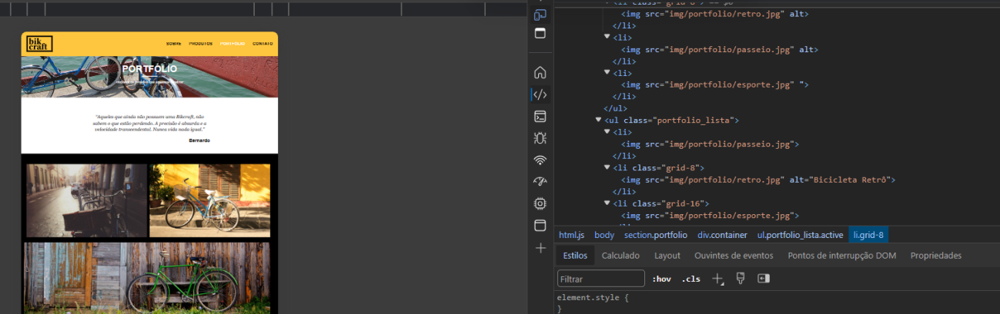 bik
craft
SOBRE PRODUTOS PORTFÓLIO CONTATO
PORTFÓLIO
"Aqueles que ainda não possuem uma Bikcraft, não
sabem o que estão perdendo. A precisão é absurda e a
velocidade transcendental. Nunca vida nada igual."
Bernardo
<img src="img/portfolio/retro.jpg" alt>
</li>
<li>
<img src="img/portfolio/passeio.jpg" alt>
</li>
<li>
<img src="img/portfolio/esporte.jpg" ">
</li>
</ul>
<ul class="portfolio_lista">
<li>
<img src="img/portfolio/passeio.jpg">
</li>
<li class="grid-8">
<img src="img/portfolio/retro.jpg" alt="Bicicleta Retrô">
</li>
<li class="grid-16">
<img src="img/portfolio/esporte.jpg">
html.js body section.portfolio div.container ul.portfolio_lista.active li.grid-8
Estilos Calculado Layout Ouvintes de eventos Pontos de interrupção DOM Propriedades
Filtrar :hov .cls
element.style {
}